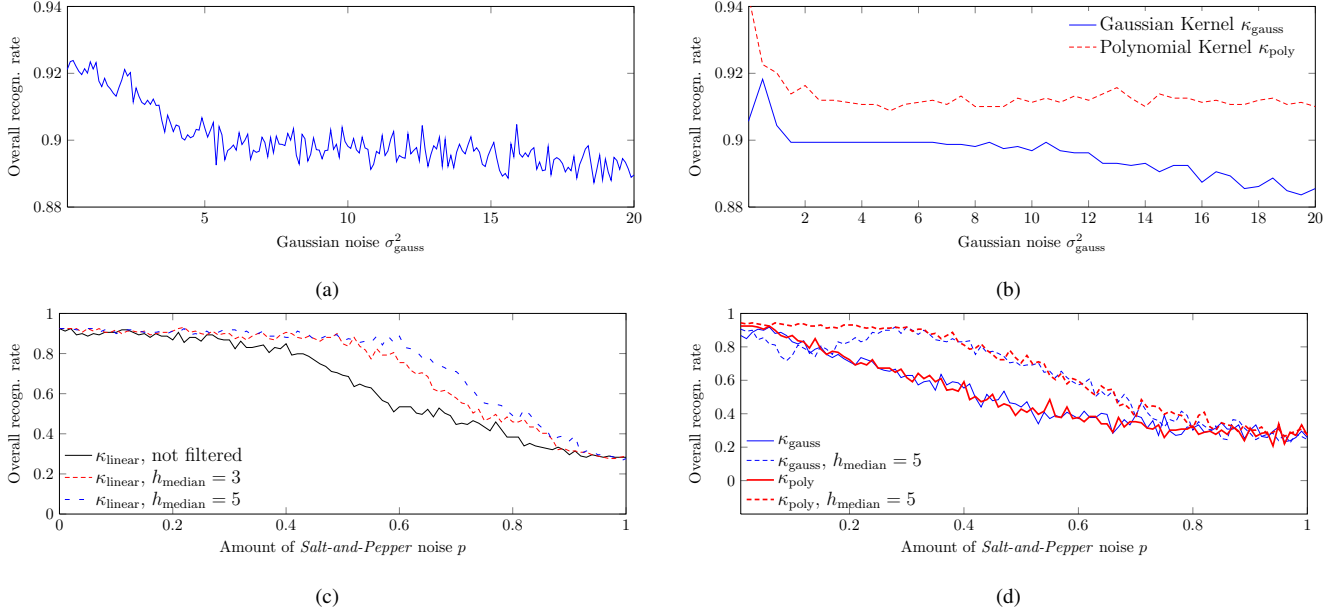 0.94
0.92
0.9
0.88
Overall recogn. rate
5
10
15
20
Gaussian noise σ²gauss
(a)
0.94
0.92
0.9
0.88
Overall recogn. rate
Gaussian Kernel κgauss
Polynomial Kernel κpoly
2
4
6
8
10
12
14
16
18
20
Gaussian noise σ²gauss
(b)
1
0.8
0.6
0.4
0.2
0
Overall recogn. rate
κlinear, not filtered
κlinear, hmedian = 3
κlinear, hmedian = 5
0
0.2
0.4
0.6
0.8
1
Amount of Salt-and-Pepper noise p
(c)
1
0.8
0.6
0.4
0.2
0
Overall recogn. rate
κgauss
κgauss, hmedian = 5
κpoly
κpoly, hmedian = 5
0.2
0.4
0.6
0.8
1
Amount of Salt-and-Pepper noise p
(d)